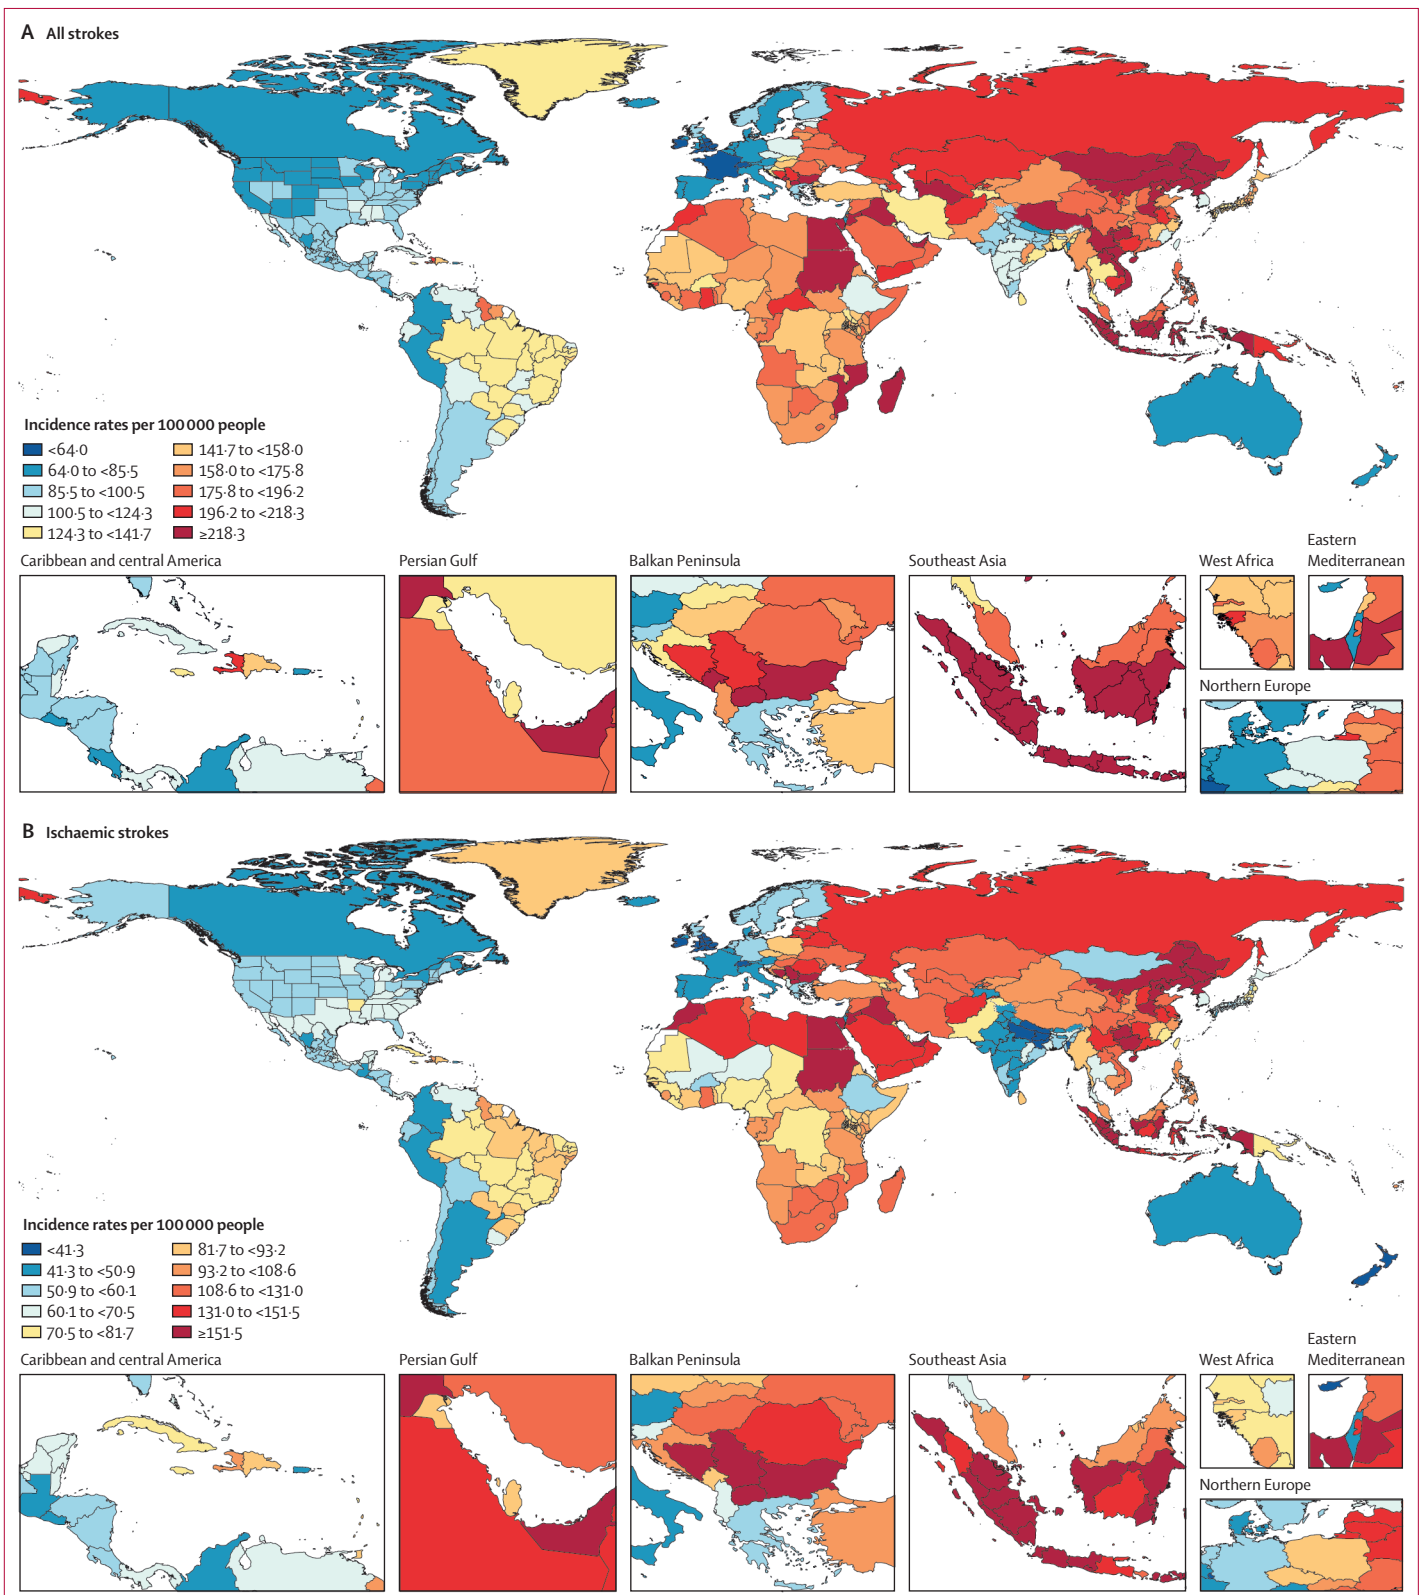 A All strokes
Incidence rates per 100 000 people
<64·0
64·0 to <85·5
85·5 to <100·5
100·5 to <124·3
124·3 to <141·7
141·7 to <158·0
158·0 to <175·8
175·8 to <196·2
196·2 to <218·3
≥218·3
Caribbean and central America
Persian Gulf
Balkan Peninsula
Southeast Asia
West Africa
Eastern
Mediterranean
Northern Europe
B Ischaemic strokes
Incidence rates per 100 000 people
<41·3
41·3 to <50·9
50·9 to <60·1
60·1 to <70·5
70·5 to <81·7
81·7 to <93·2
93·2 to <108·6
108·6 to <131·0
131·0 to <151·5
≥151·5
Caribbean and central America
Persian Gulf
Balkan Peninsula
Southeast Asia
West Africa
Eastern
Mediterranean
Northern Europe